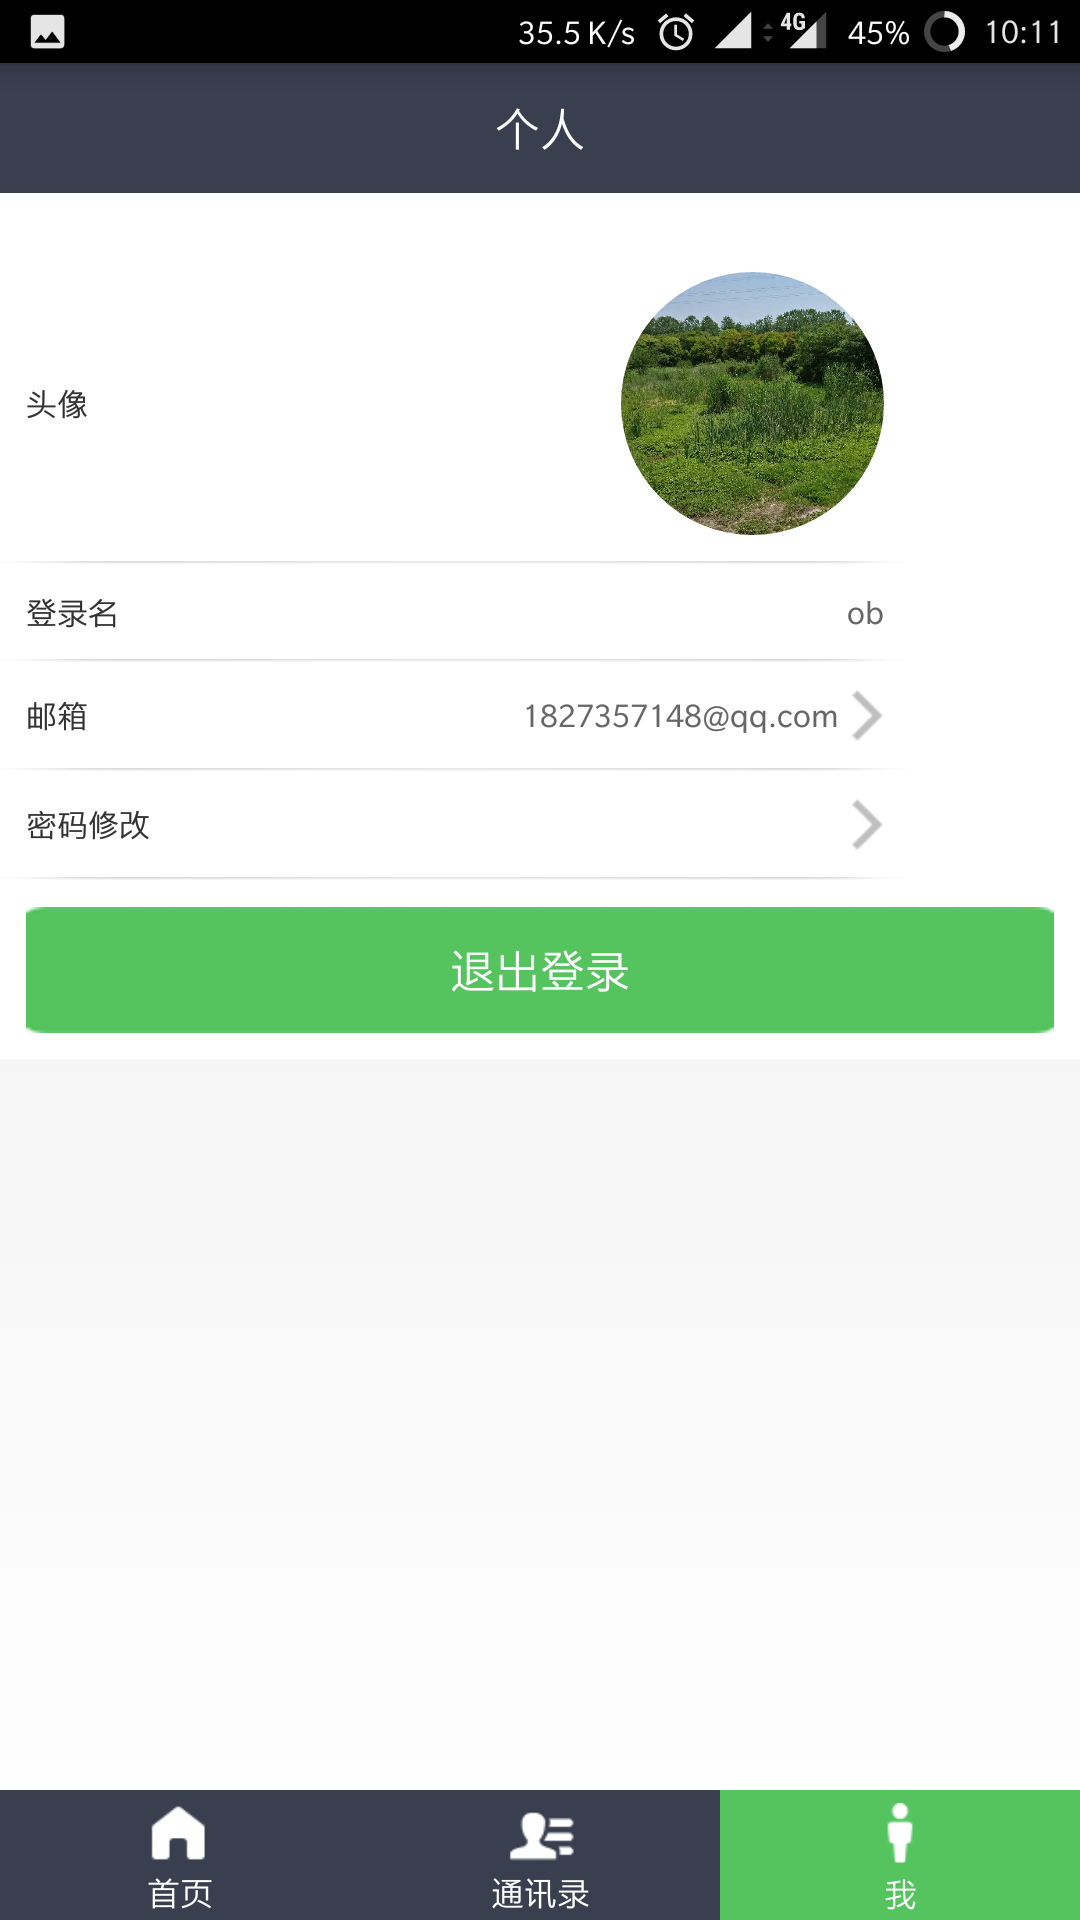 35.5 K/s 4G 45% 10:11
个人
头像
登录名 ob
邮箱 1827357148@qq.com
密码修改
退出登录
首页 通讯录 我